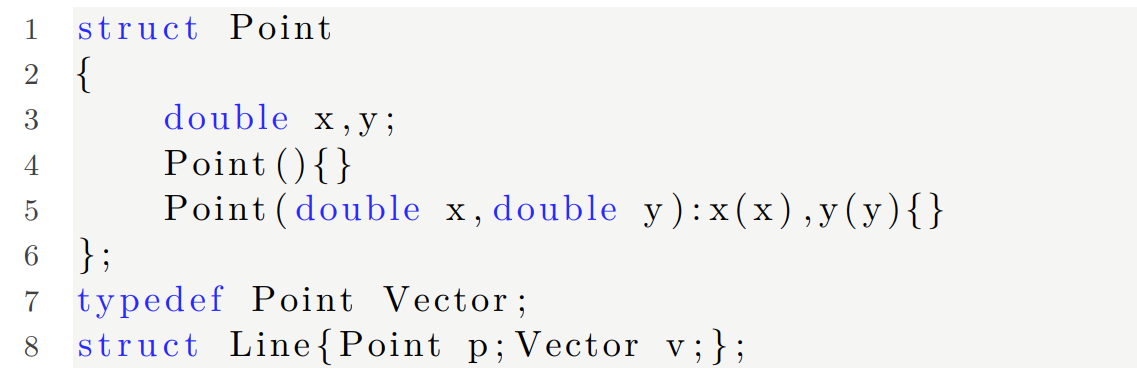 1 struct Point
2 {
3 double x,y;
4 Point(){}
5 Point(double x,double y):x(x),y(y){}
6 };
7 typedef Point Vector;
8 struct Line{Point p;Vector v;};